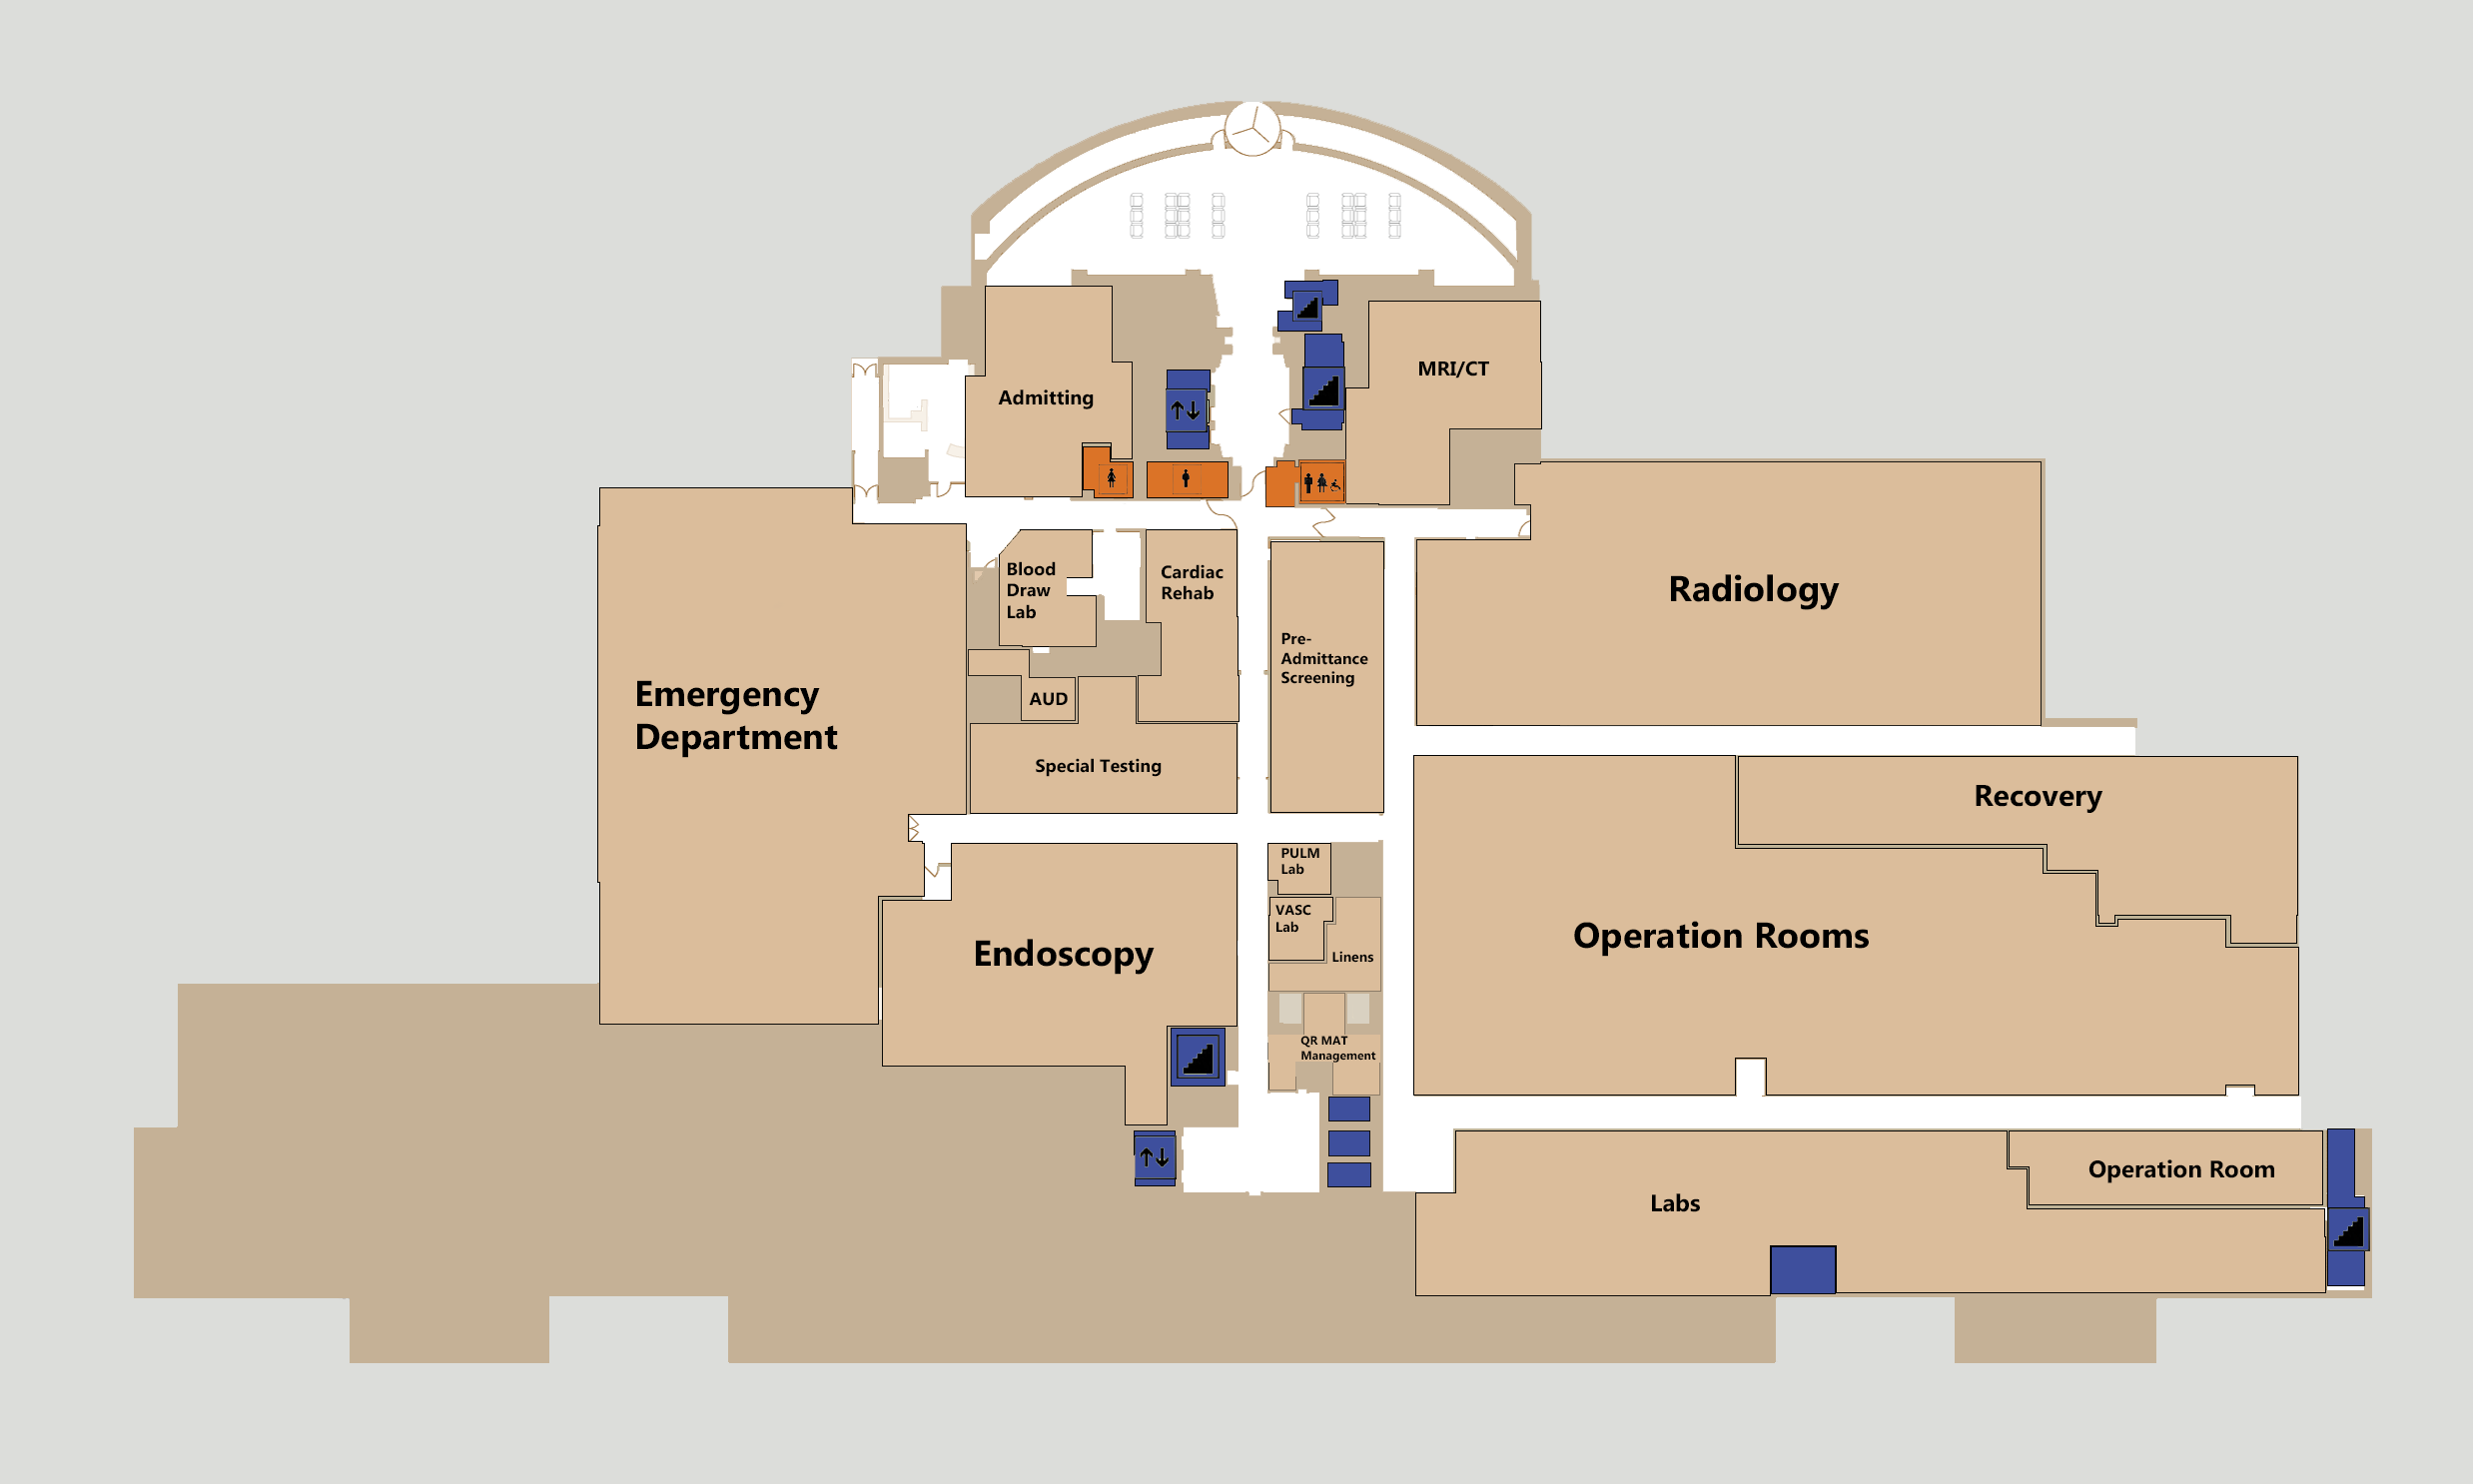 MRI/CT
Admitting
Blood
Draw
Lab
Cardiac
Rehab
Radiology
Pre-
Admittance
Screening
Emergency
Department
AUD
Special Testing
Recovery
PULM
Lab
VASC
Lab
Linens
Operation Rooms
Endoscopy
QR MAT
Management
Operation Room
Labs